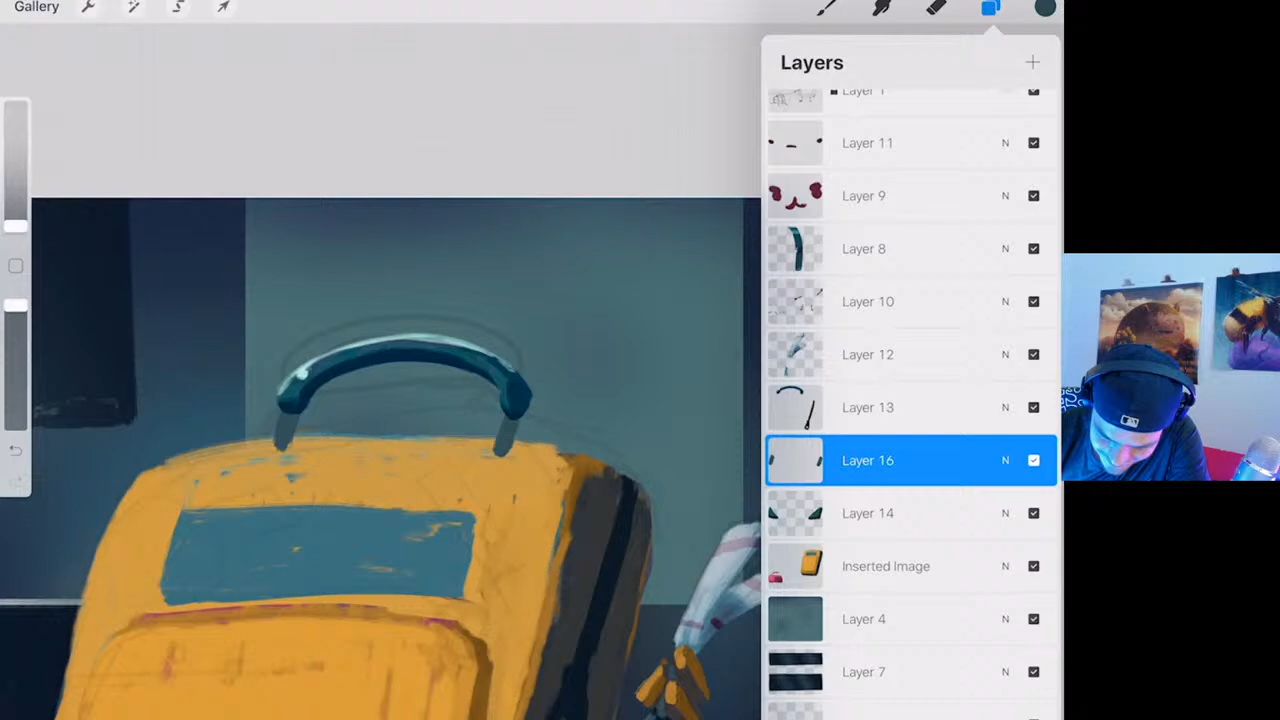 Gallery
Layers
Layer 1
Layer 11 N
Layer 9 N
Layer 8 N
Layer 10 N
Layer 12 N
Layer 13 N
Layer 16 N
Layer 14 N
Inserted Image N
Layer 4 N
Layer 7 N